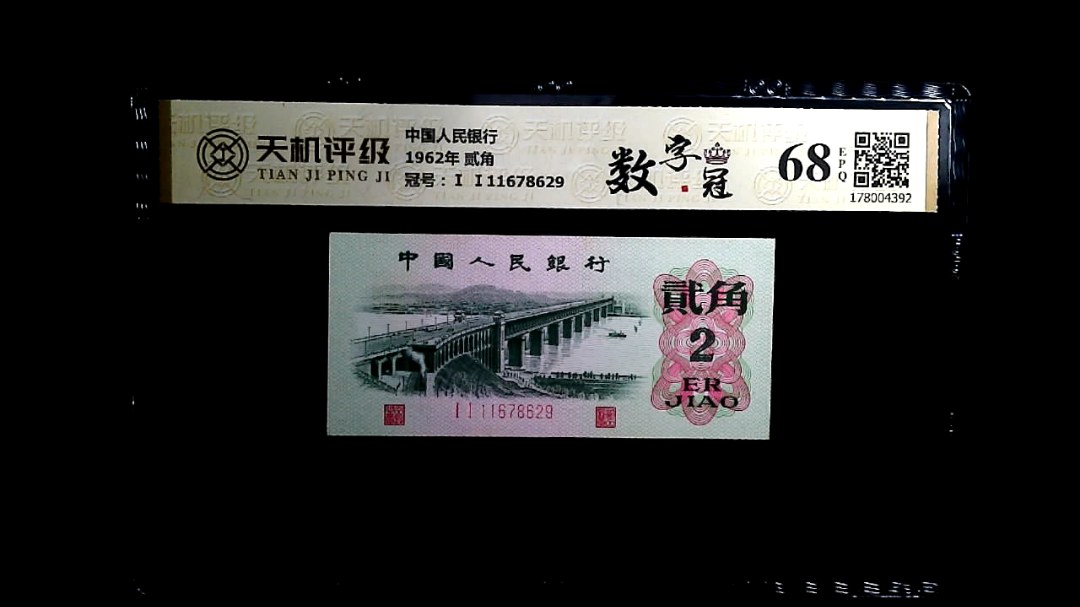 天机评级
TIAN JI PING JI
中国人民银行
1962年 贰角
冠号：ⅠⅠ11678629
数字冠
68
EPQ
178004392
中國人民銀行
貳角
2
ER
JIAO
ⅠⅠ11678629